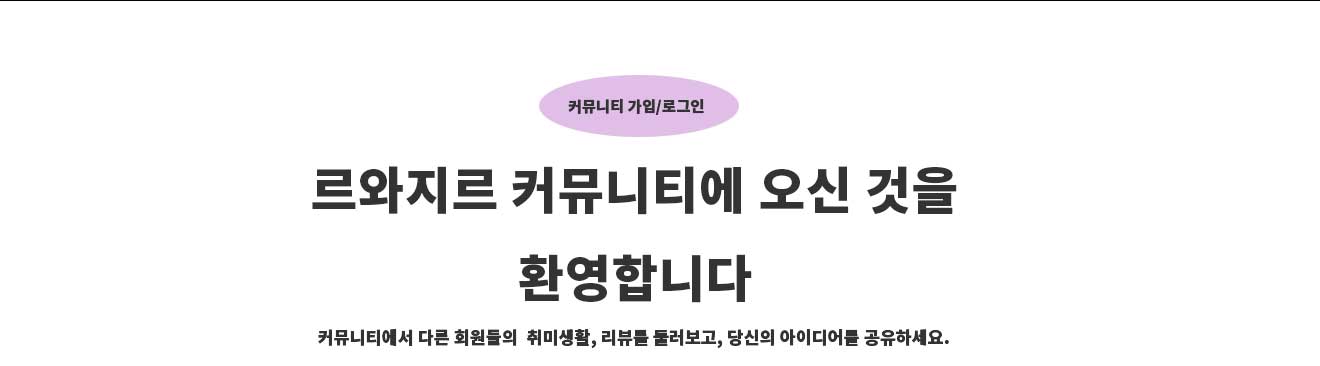 커뮤니티 가입/로그인
르와지르 커뮤니티에 오신 것을
환영합니다
커뮤니티에서 다른 회원들의  취미생활, 리뷰를 둘러보고, 당신의 아이디어를 공유하세요.